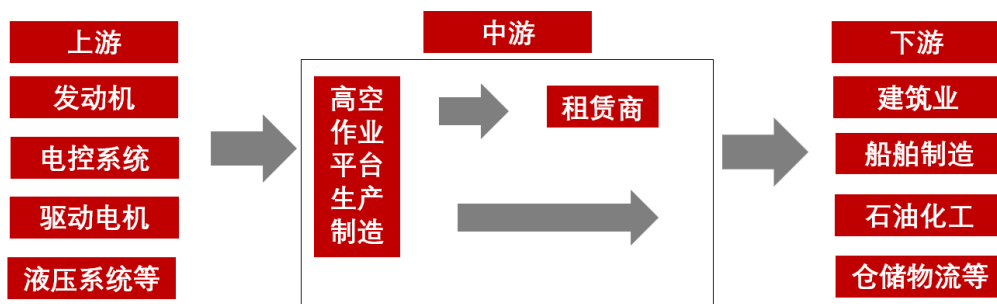 上游
发动机
电控系统
驱动电机
液压系统等
中游
高空
作业
平台
生产
制造
租赁商
下游
建筑业
船舶制造
石油化工
仓储物流等